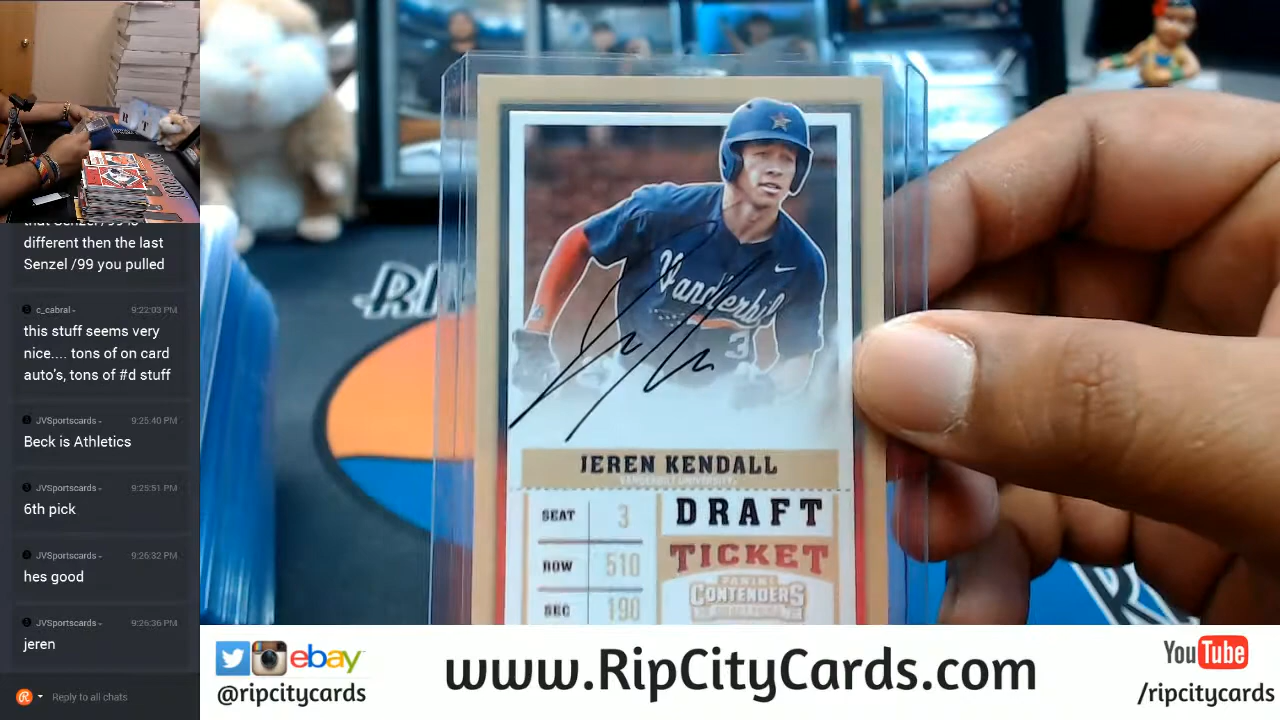 different then the last
Senzel /99 you pulled
c_cabral
9:22:03 PM
this stuff seems very
nice.... tons of on card
auto's, tons of #d stuff
JVSportscards
9:25:40 PM
Beck is Athletics
JVSportscards
9:25:51 PM
6th pick
JVSportscards
9:26:32 PM
hes good
JVSportscards
9:26:36 PM
jeren
Reply to all chats
Vanderbil
3
JEREN KENDALL
VANDERBILT UNIVERSITY
SEAT 3
ROW 510
SEC 190
DRAFT
TICKET
PANINI
CONTENDERS
ebay
@ripcitycards
www.RipCityCards.com
YouTube
/ripcitycards